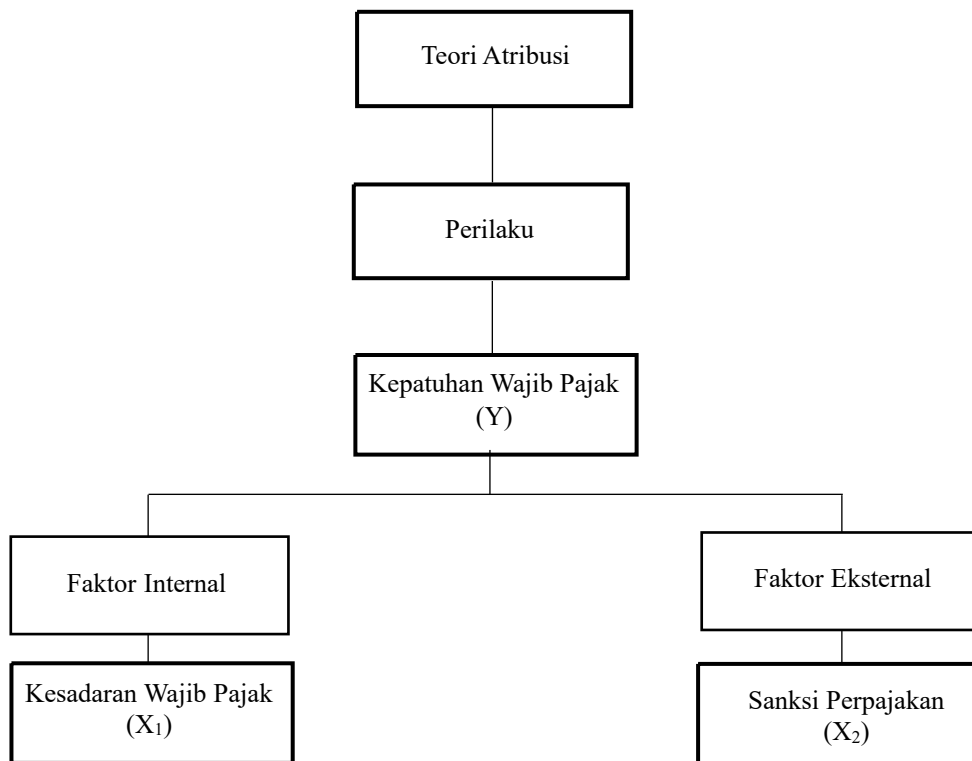 Teori Atribusi
Perilaku
Kepatuhan Wajib Pajak
(Y)
Faktor Internal
Faktor Eksternal
Kesadaran Wajib Pajak
(X₁)
Sanksi Perpajakan
(X₂)